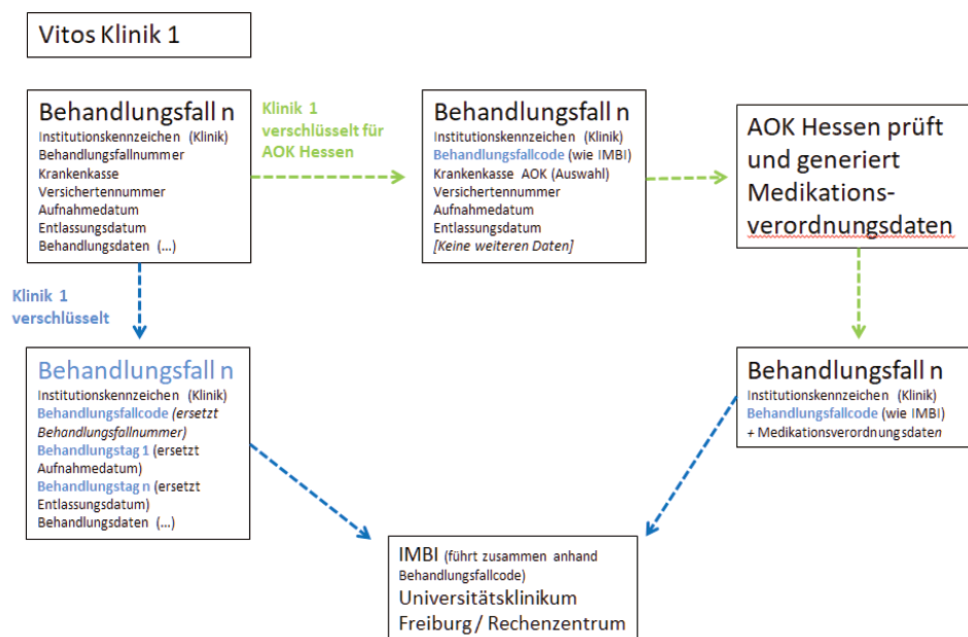 Vitos Klinik 1
Behandlungsfall n
Institutionskennzeichen (Klinik)
Behandlungsfallnummer
Krankenkasse
Versichertennummer
Aufnahmedatum
Entlassungsdatum
Behandlungsdaten (...)
Klinik 1
verschlüsselt für
AOK Hessen
Behandlungsfall n
Institutionskennzeichen (Klinik)
Behandlungsfallcode (wie IMBI)
Krankenkasse AOK (Auswahl)
Versichertennummer
Aufnahmedatum
Entlassungsdatum
[Keine weiteren Daten]
AOK Hessen prüft
und generiert
Medikations-
verordnungsdaten
Klinik 1
verschlüsselt
Behandlungsfall n
Institutionskennzeichen (Klinik)
Behandlungsfallcode (ersetzt
Behandlungsfallnummer)
Behandlungstag 1 (ersetzt
Aufnahmedatum)
Behandlungstag n (ersetzt
Entlassungsdatum)
Behandlungsdaten (...)
Behandlungsfall n
Institutionskennzeichen (Klinik)
Behandlungsfallcode (wie IMBI)
+ Medikationsverordnungsdaten
IMBI (führt zusammen anhand
Behandlungsfallcode)
Universitätsklinikum
Freiburg / Rechenzentrum